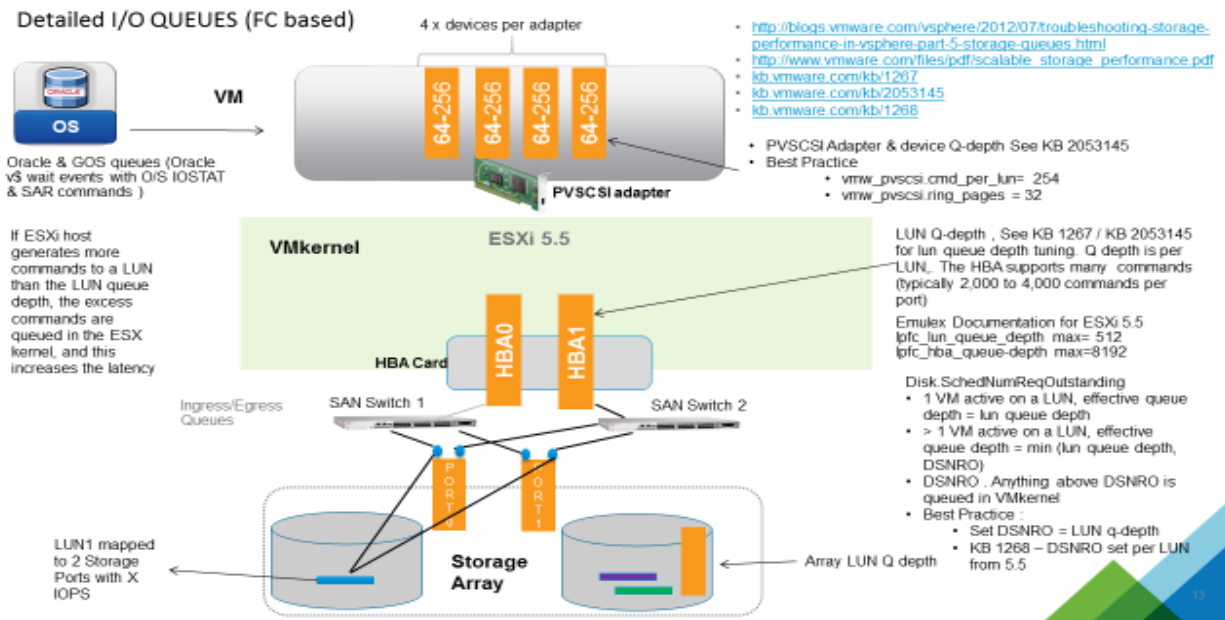 Detailed I/O QUEUES (FC based)
4 x devices per adapter
• http://blogs.vmware.com/vsphere/2012/07/troubleshooting-storage-
performance-in-vsphere-part-5-storage-queues.html
• http://www.vmware.com/files/pdf/scalable_storage_performance.pdf
• kb.vmware.com/kb/1267
• kb.vmware.com/kb/2053145
• kb.vmware.com/kb/1268
ORACLE
OS
VM
64-256
64-256
64-256
64-256
Oracle & GOS queues (Oracle
v$ wait events with O/S IOSTAT
& SAR commands )
PVSCSI adapter
• PVSCSI Adapter & device Q-depth See KB 2053145
• Best Practice
• vmw_pvscsi.cmd_per_lun= 254
• vmw_pvscsi.ring_pages = 32
If ESXi host
generates more
commands to a LUN
than the LUN queue
depth, the excess
commands are
queued in the ESX
kernel, and this
increases the latency
VMkernel
ESXi 5.5
HBA0
HBA1
HBA Card
LUN Q-depth , See KB 1267 / KB 2053145
for lun queue depth tuning. Q depth is per
LUN,. The HBA supports many commands
(typically 2,000 to 4,000 commands per
port)
Emulex Documentation for ESXi 5.5
lpfc_lun_queue_depth max= 512
lpfc_hba_queue-depth max=8192
Ingress/Egress
Queues
SAN Switch 1
SAN Switch 2
PORT0
PORT1
Disk.SchedNumReqOutstanding
• 1 VM active on a LUN, effective queue
depth = lun queue depth
• > 1 VM active on a LUN, effective
queue depth = min (lun queue depth,
DSNRO)
• DSNRO . Anything above DSNRO is
queued in VMkernel
• Best Practice :
• Set DSNRO = LUN q-depth
• KB 1268 – DSNRO set per LUN
from 5.5
LUN1 mapped
to 2 Storage
Ports with X
IOPS
Storage
Array
Array LUN Q depth
13